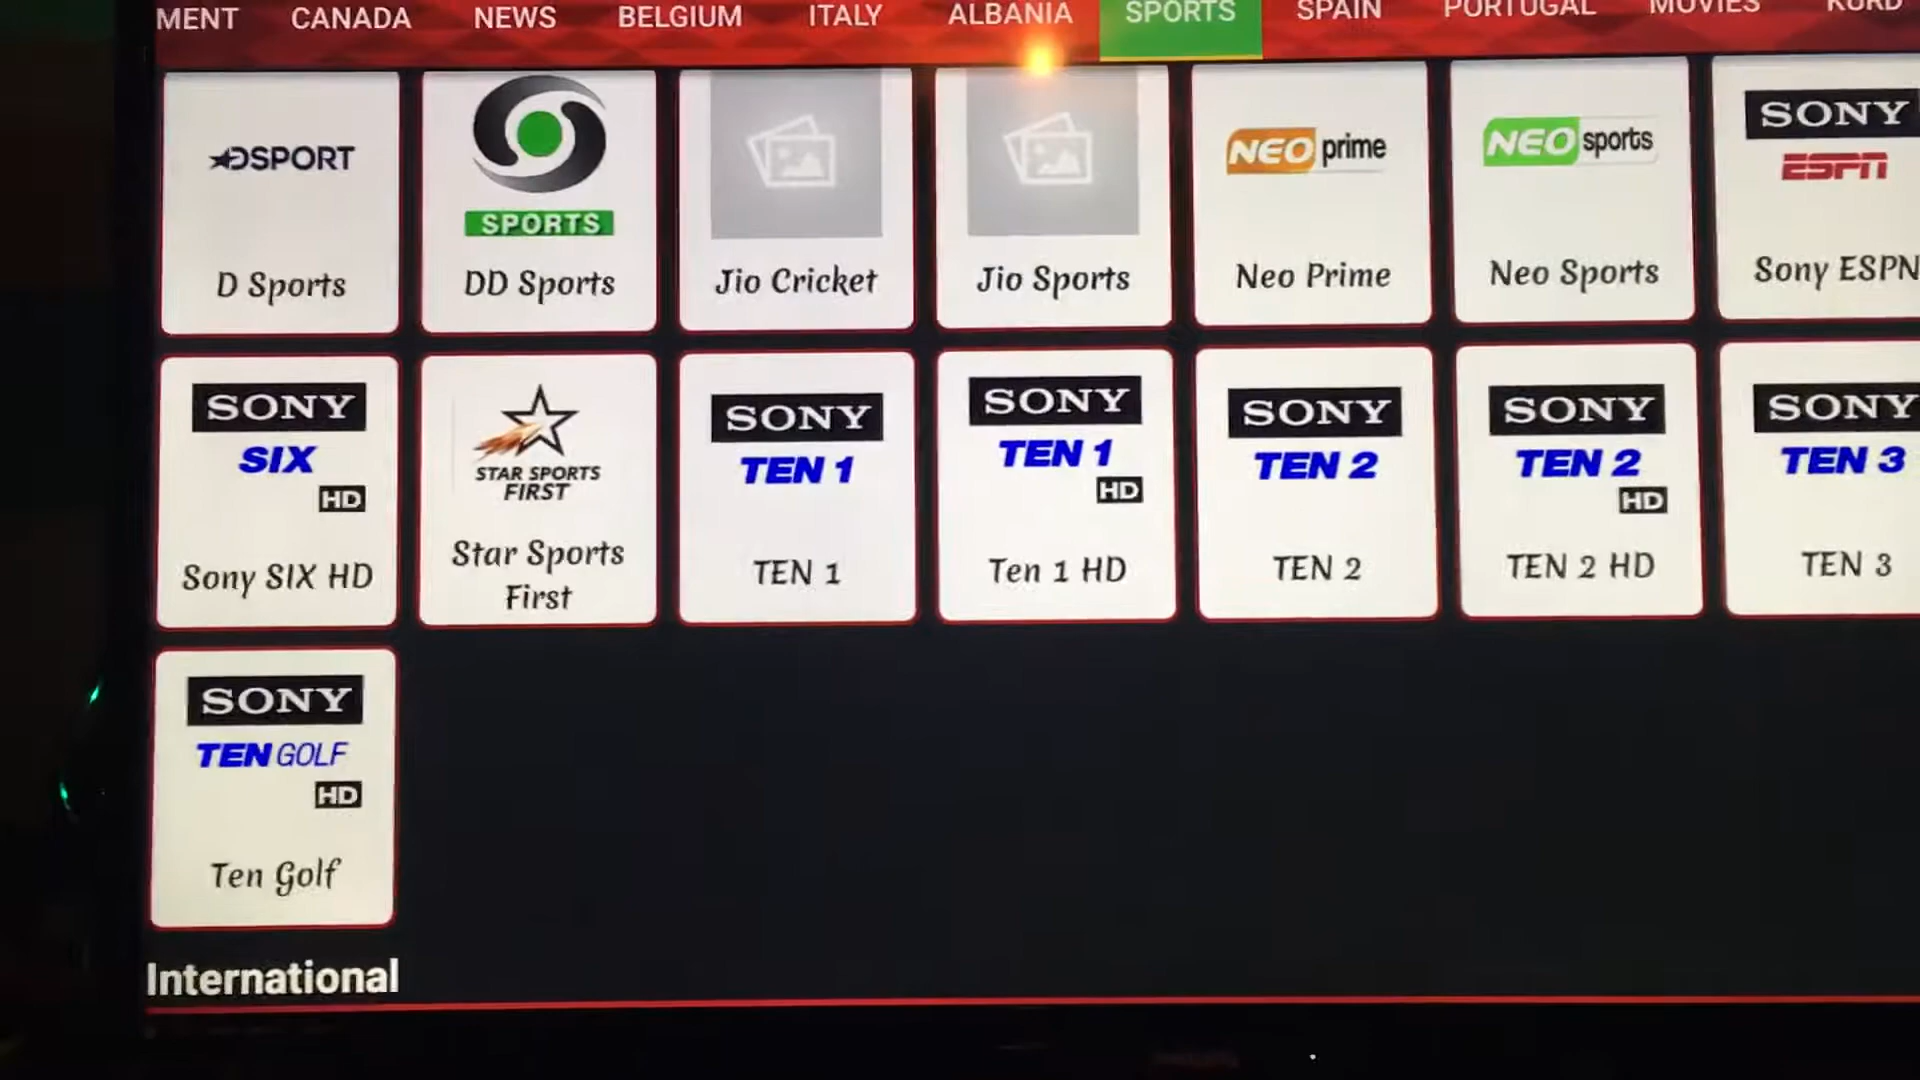 MENT CANADA NEWS BELGIUM ITALY ALBANIA SPORTS SPAIN PORTUGAL MOVIES KURD
DSPORT
D Sports
SPORTS
DD Sports
Jio Cricket
Jio Sports
NEO prime
Neo Prime
NEO sports
Neo Sports
SONY
ESPN
Sony ESPN
SONY
SIX
HD
Sony SIX HD
STAR SPORTS
FIRST
Star Sports
First
SONY
TEN 1
TEN 1
SONY
TEN 1
HD
Ten 1 HD
SONY
TEN 2
TEN 2
SONY
TEN 2
HD
TEN 2 HD
SONY
TEN 3
TEN 3
SONY
TEN GOLF
HD
Ten Golf
International